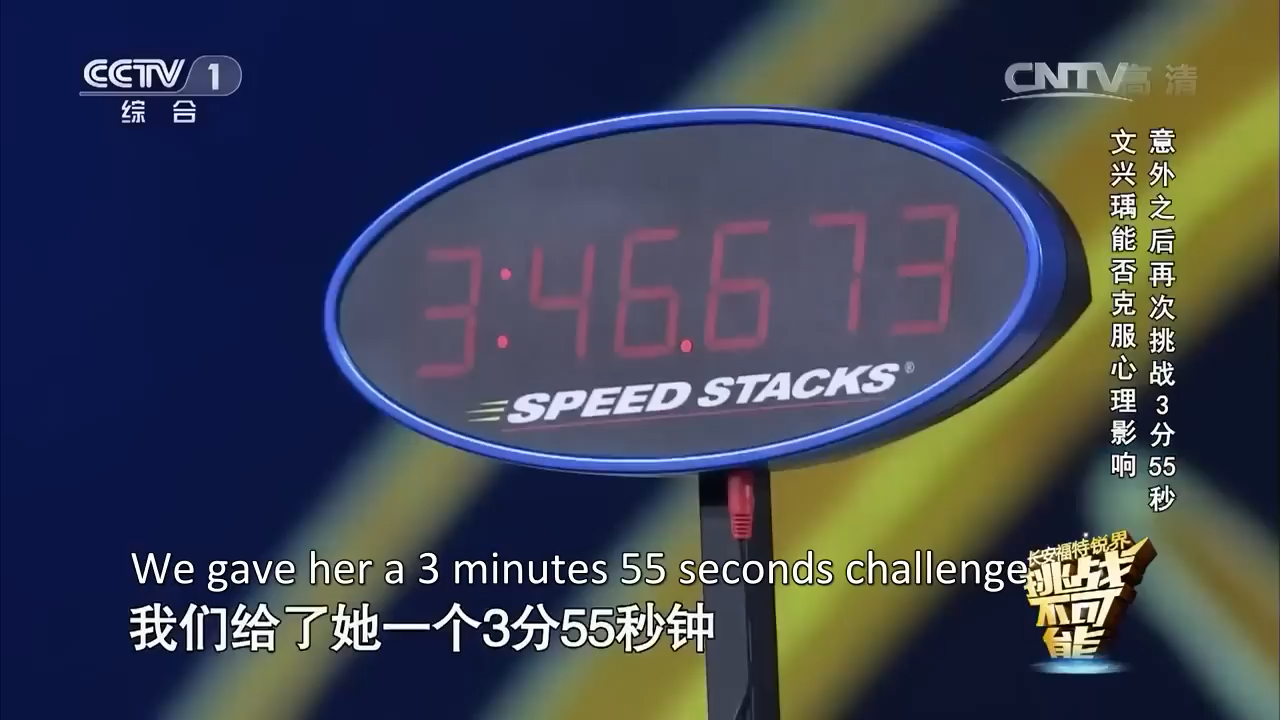 CCTV 1
综合
CNTV高清
意外之后再次挑战3分55秒
文兴瑀能否克服心理影响
3:46.673
SPEED STACKS®
We gave her a 3 minutes 55 seconds challenge
我们给了她一个3分55秒钟
长安福特锐界
挑战
不可
能